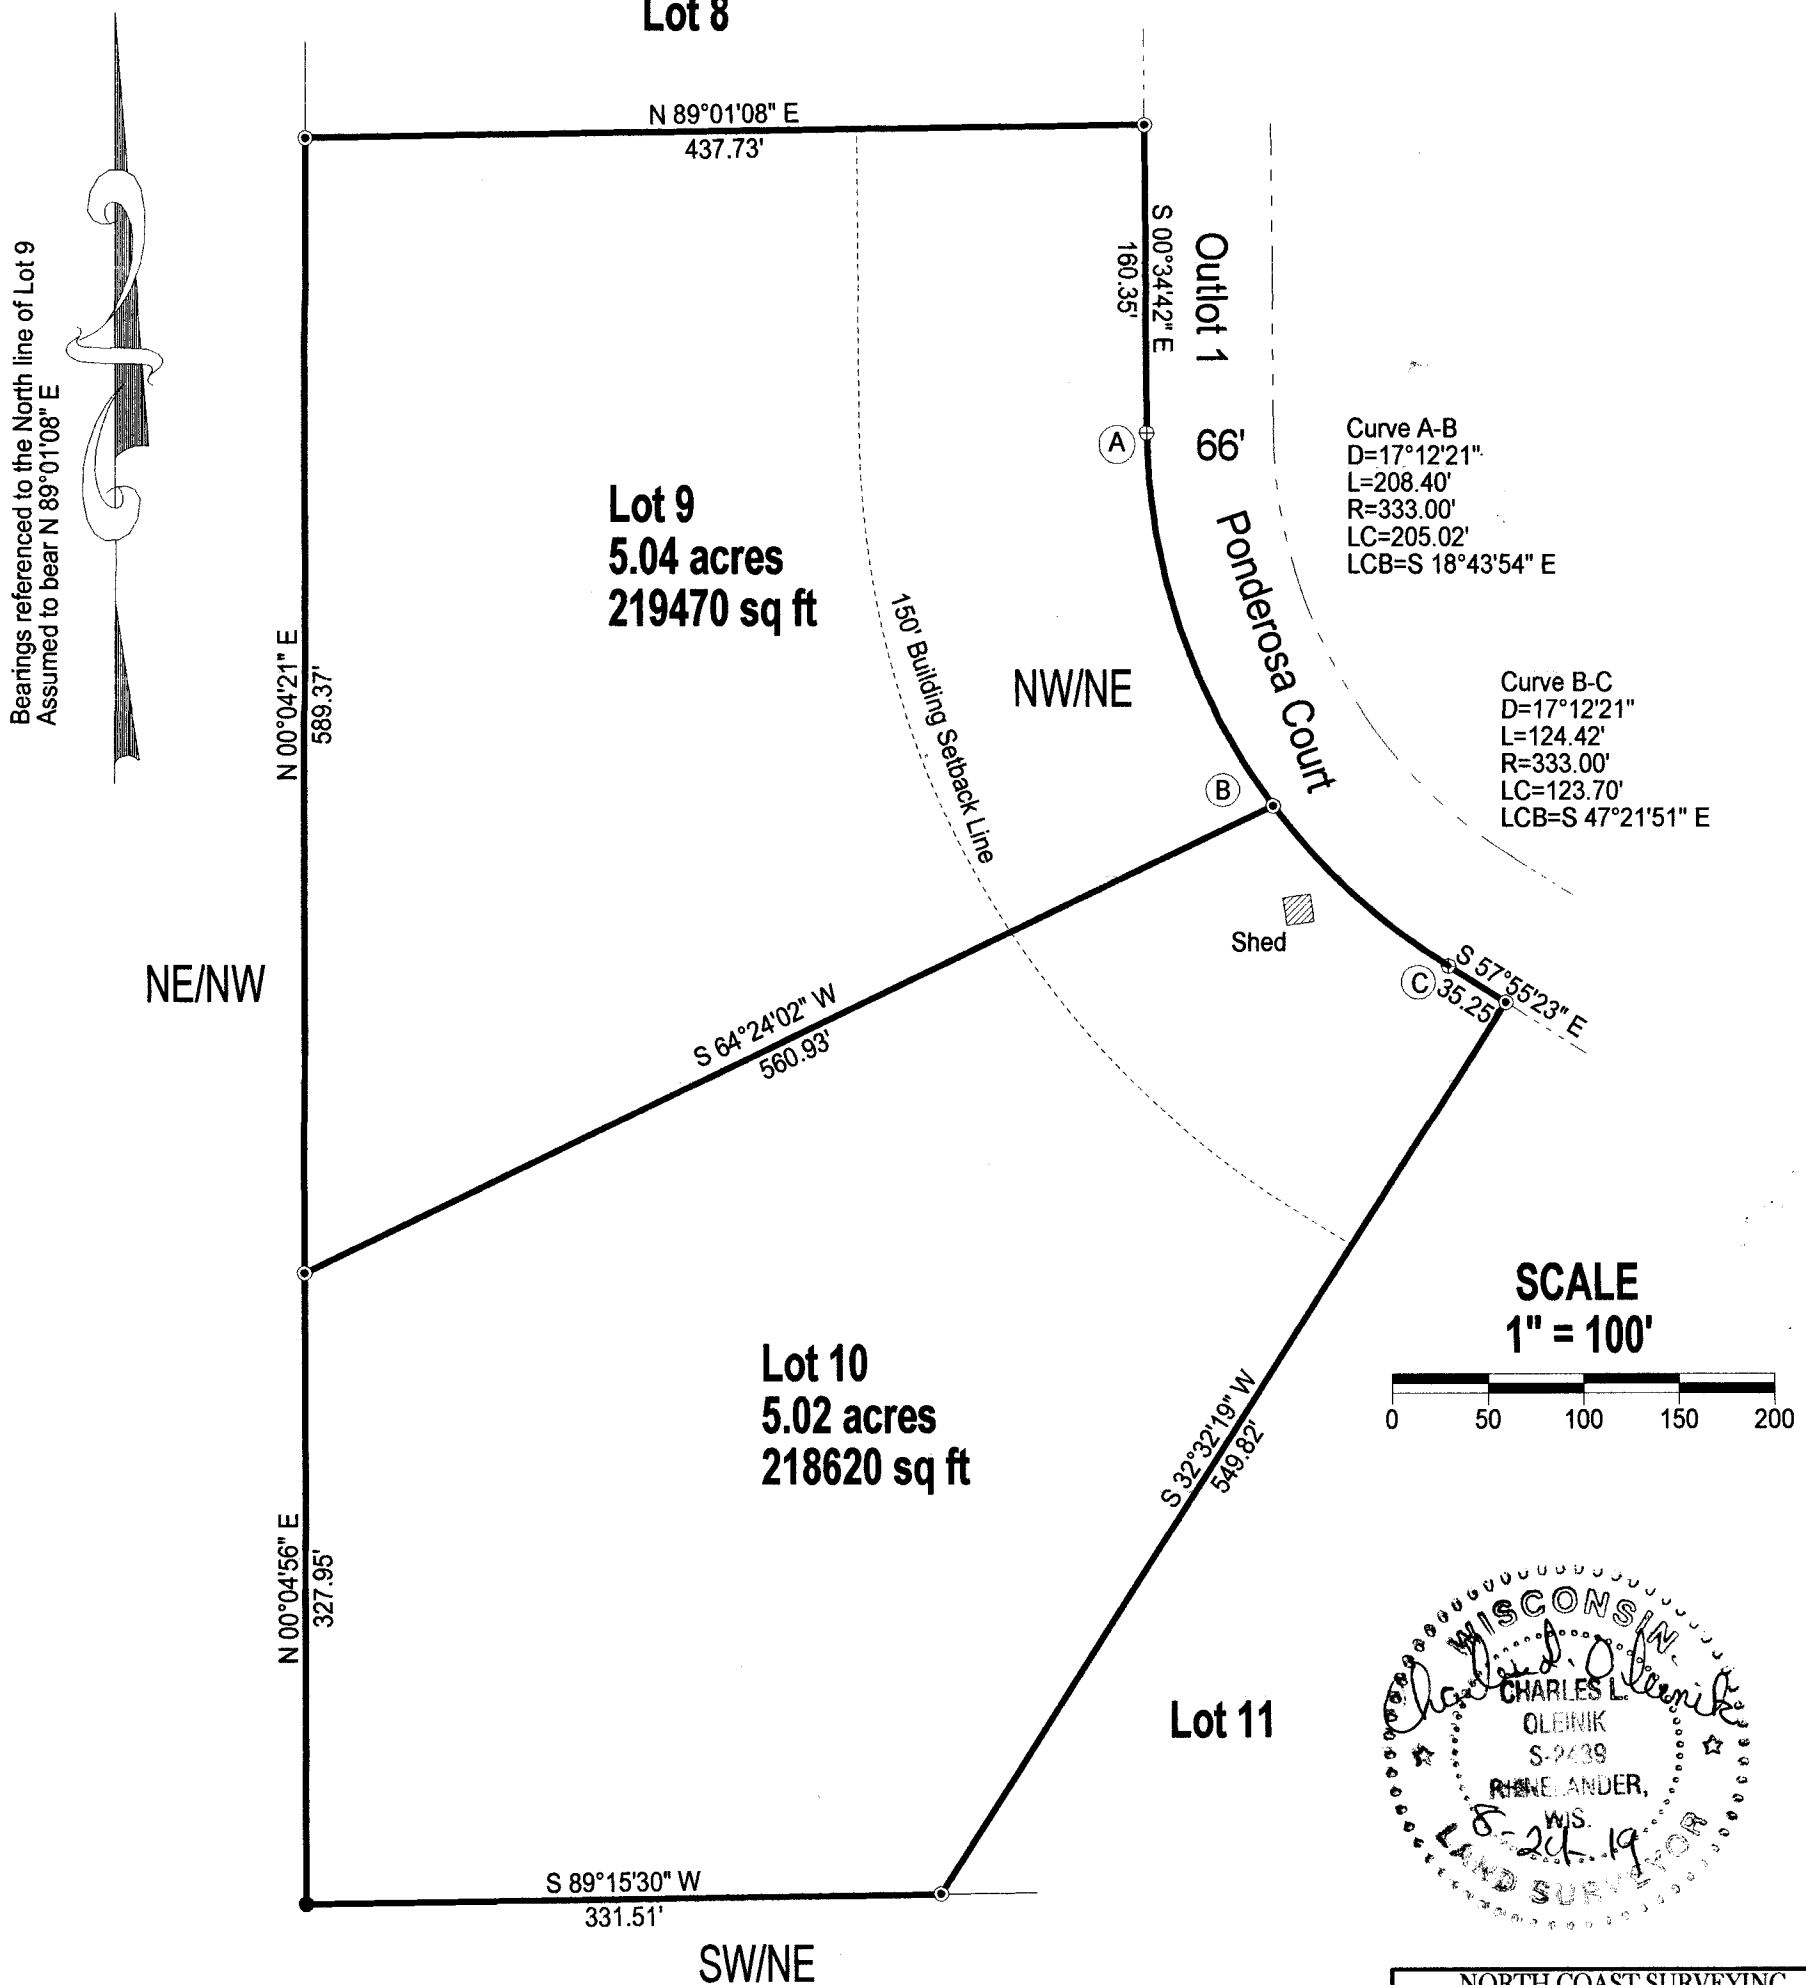 Lot 8
N 89°01'08" E
437.73'
Bearings referenced to the North line of Lot 9
Assumed to bear N 89°01'08" E
S 00°34'42" E
160.35'
Outlot 1
66'
Ponderosa Court
A
Curve A-B
D=17°12'21"
L=208.40'
R=333.00'
LC=205.02'
LCB=S 18°43'54" E
Lot 9
5.04 acres
219470 sq ft
150' Building Setback Line
NW/NE
N 00°04'21" E
589.37'
Curve B-C
D=17°12'21"
L=124.42'
R=333.00'
LC=123.70'
LCB=S 47°21'51" E
B
Shed
NE/NW
C
S 57°55'23" E
35.25'
S 64°24'02" W
560.93'
SCALE
1" = 100'
0 50 100 150 200
Lot 10
5.02 acres
218620 sq ft
S 32°32'19" W
549.82'
N 00°04'56" E
327.95'
Lot 11
WISCONSIN
Charles L. Oleinik
CHARLES L.
OLEINIK
S-2439
RHINELANDER,
WIS.
8-24-19
LAND SURVEYOR
S 89°15'30" W
331.51'
SW/NE
NORTH COAST SURVEYING